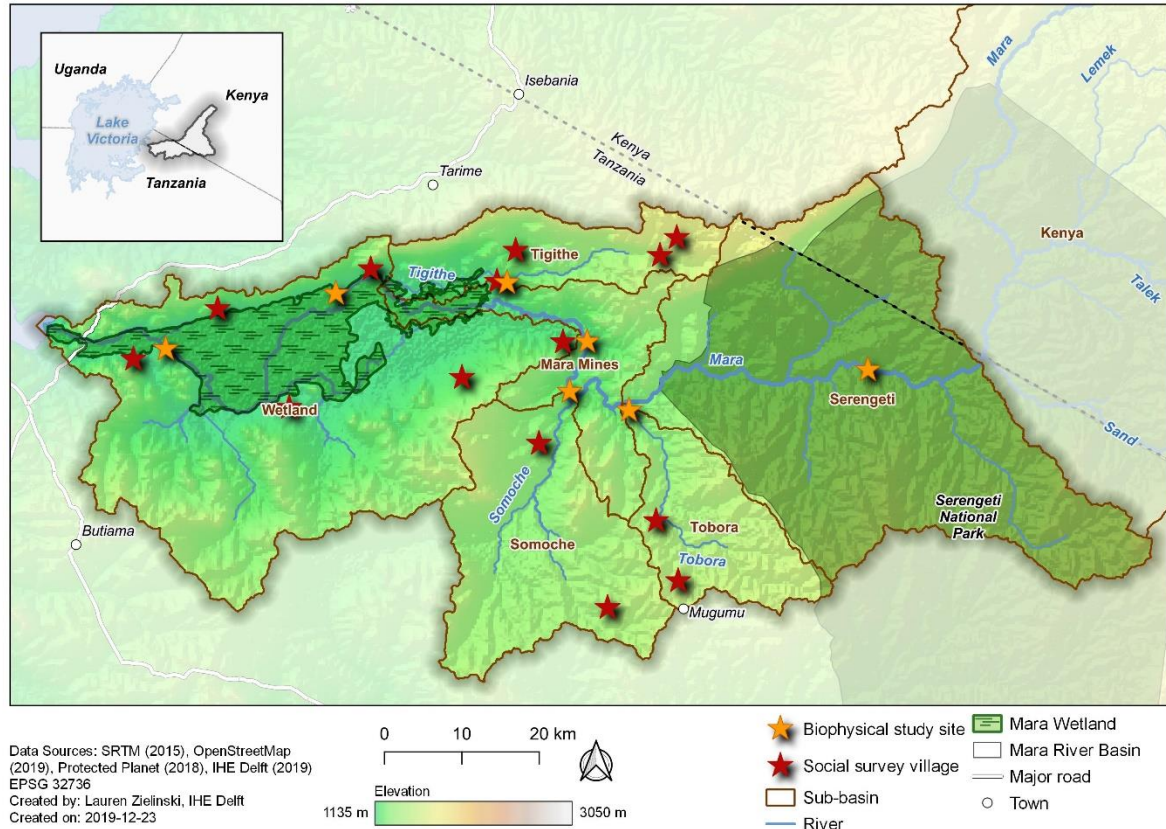 Uganda
Kenya
Lake
Victoria
Tanzania
Isebania
Tarime
Kenya
Tanzania
Mara
Lemek
Kenya
Talek
Sand
Tigithe
Tigithe
Mara Mines
Mara
Serengeti
Wetland
Somoche
Somoche
Tobora
Tobora
Serengeti
National
Park
Butiama
Mugumu
Data Sources: SRTM (2015), OpenStreetMap
(2019), Protected Planet (2018), IHE Delft (2019)
EPSG 32736
Created by: Lauren Zielinski, IHE Delft
Created on: 2019-12-23
0 10 20 km
Elevation
1135 m 3050 m
Biophysical study site
Social survey village
Sub-basin
River
Mara Wetland
Mara River Basin
Major road
Town